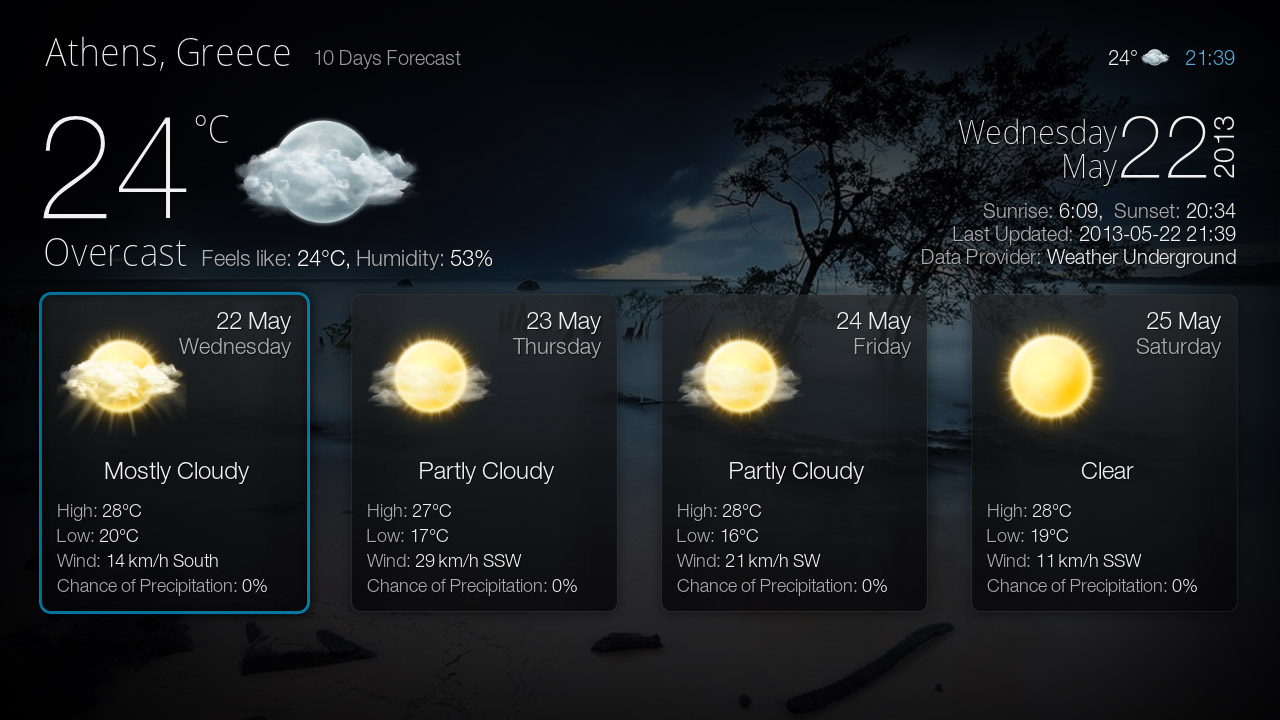 Athens, Greece 10 Days Forecast
24° 21:39
24 °C
Wednesday
May 22 2013
Sunrise: 6:09, Sunset: 20:34
Last Updated: 2013-05-22 21:39
Data Provider: Weather Underground
Overcast Feels like: 24°C, Humidity: 53%
22 May
Wednesday
Mostly Cloudy
High: 28°C
Low: 20°C
Wind: 14 km/h South
Chance of Precipitation: 0%
23 May
Thursday
Partly Cloudy
High: 27°C
Low: 17°C
Wind: 29 km/h SSW
Chance of Precipitation: 0%
24 May
Friday
Partly Cloudy
High: 28°C
Low: 16°C
Wind: 21 km/h SW
Chance of Precipitation: 0%
25 May
Saturday
Clear
High: 28°C
Low: 19°C
Wind: 11 km/h SSW
Chance of Precipitation: 0%